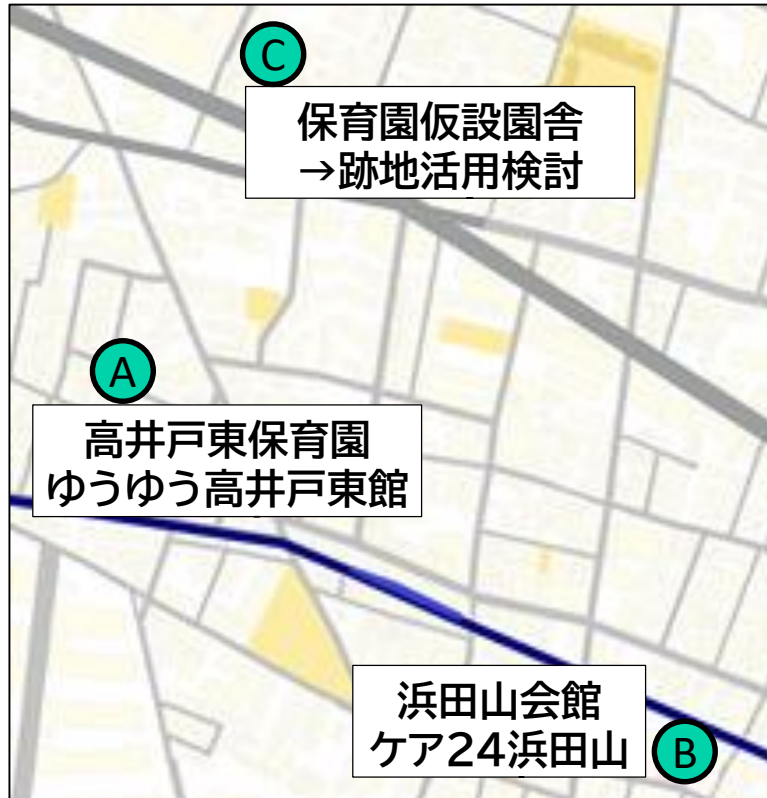 C
保育園仮設園舎
→跡地活用検討
A
高井戸東保育園
ゆうゆう高井戸東館
浜田山会館
ケア24浜田山
B